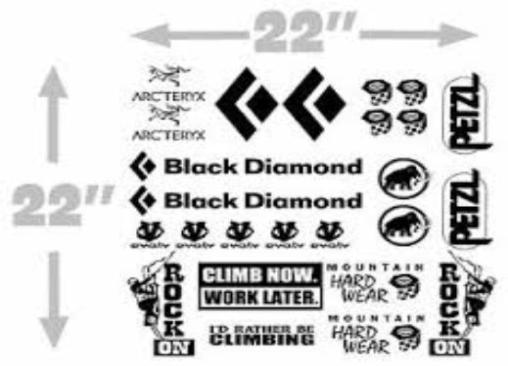 22"
22"
ARC'TERYX
ARC'TERYX
PETZL
Black Diamond
Black Diamond
PETZL
evolv
evolv
evolv
evolv
evolv
ROCK
ON
CLIMB NOW.
WORK LATER.
I'D RATHER BE
CLIMBING
MOUNTAIN
HARD
WEAR
MOUNTAIN
HARD
WEAR
ROCK
ON